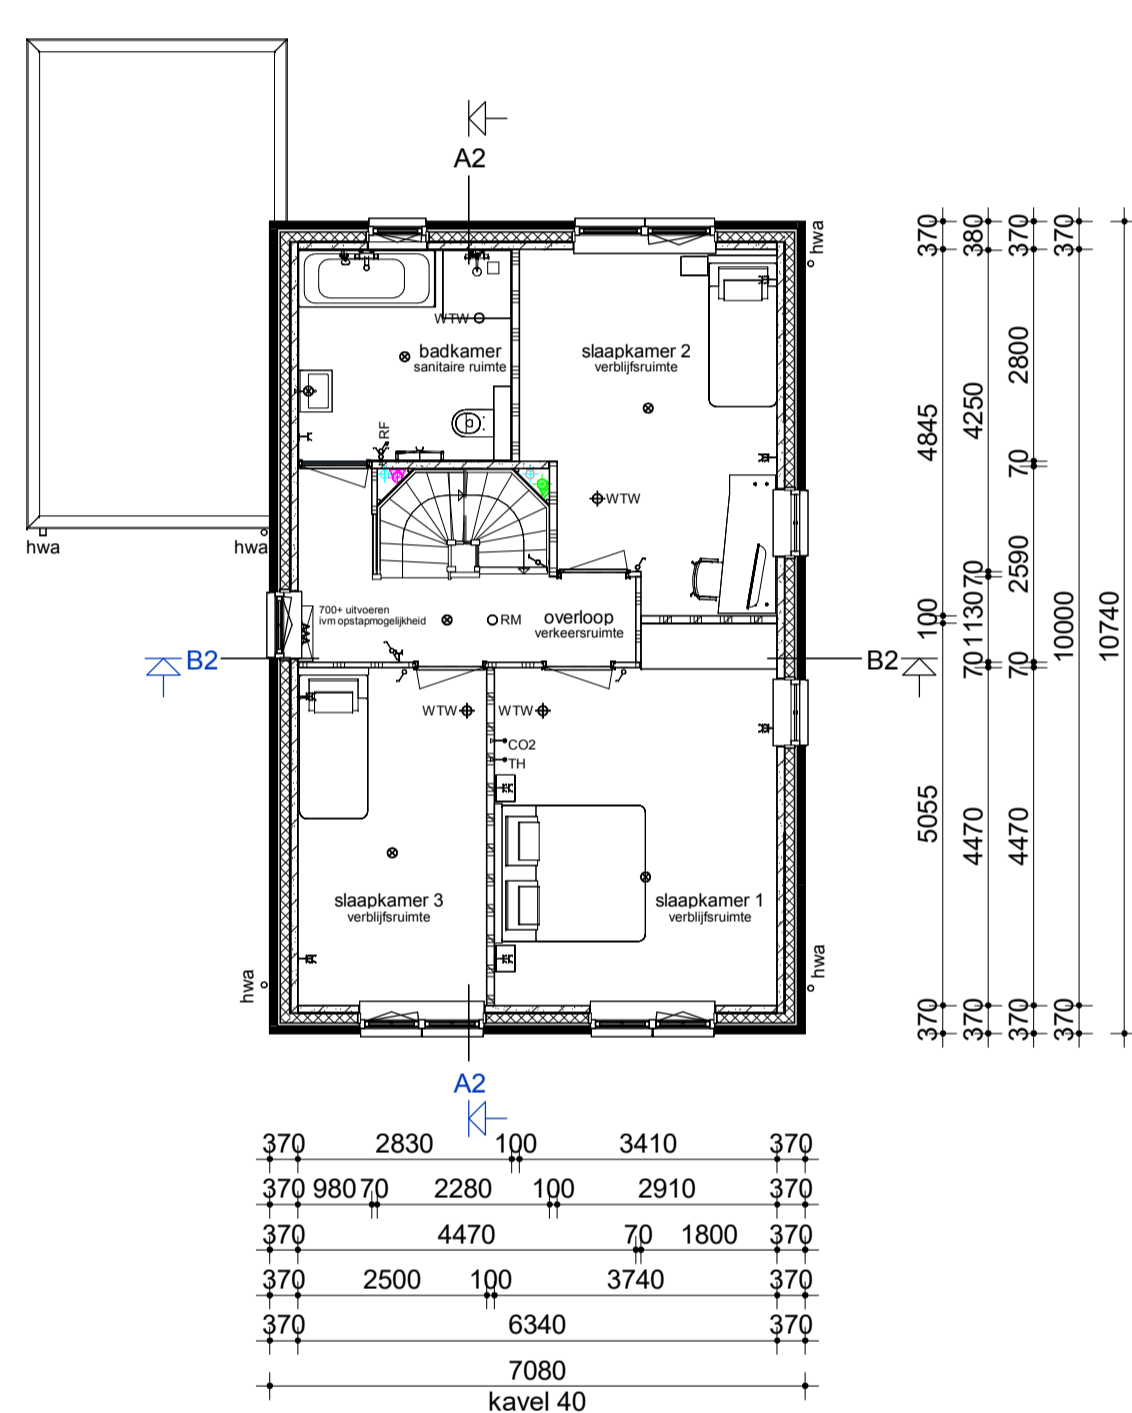 A2
hwa
hwa
hwa
WTW
badkamer
sanitaire ruimte
slaapkamer 2
verblijfsruimte
RF
WTW
700+ uitvoeren
ivm opstapmogelijkheid
RM
overloop
verkeersruimte
B2
B2
WTW
WTW
CO2
TH
slaapkamer 3
verblijfsruimte
slaapkamer 1
verblijfsruimte
hwa
hwa
A2
370 4845 100 5055 370
380 4250 70 1130 70 4470 370
370 2800 70 2590 70 4470 370
370 10000 370
10740
370 2830 100 3410 370
370 980 70 2280 100 2910 370
370 4470 70 1800 370
370 2500 100 3740 370
370 6340 370
7080
kavel 40